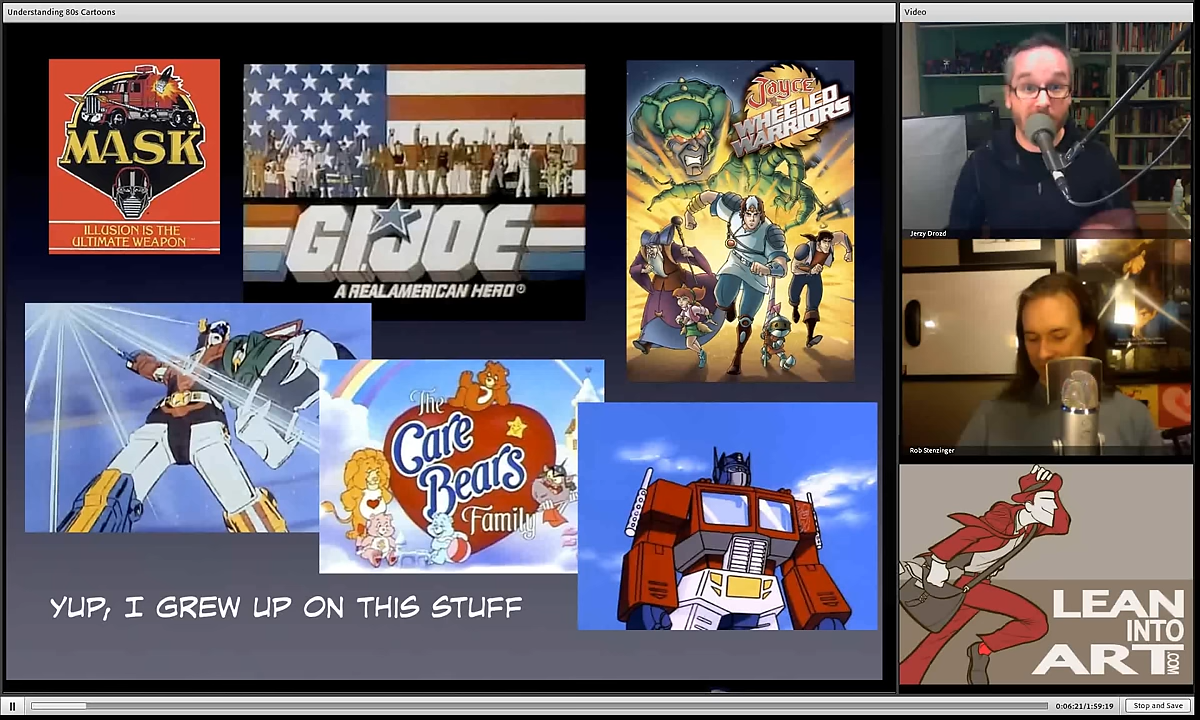 Understanding 80s Cartoons
Video
MASK
ILLUSION IS THE
ULTIMATE WEAPON™
G.I.JOE
A REAL AMERICAN HERO
Jayce
WHEELED
WARRIORS
The
Care
Bears
Family
YUP, I GREW UP ON THIS STUFF
Jerzy Drozd
Rob Stenzinger
LEAN
INTO
ART
.COM
0:06:21/1:59:19
Stop and Save